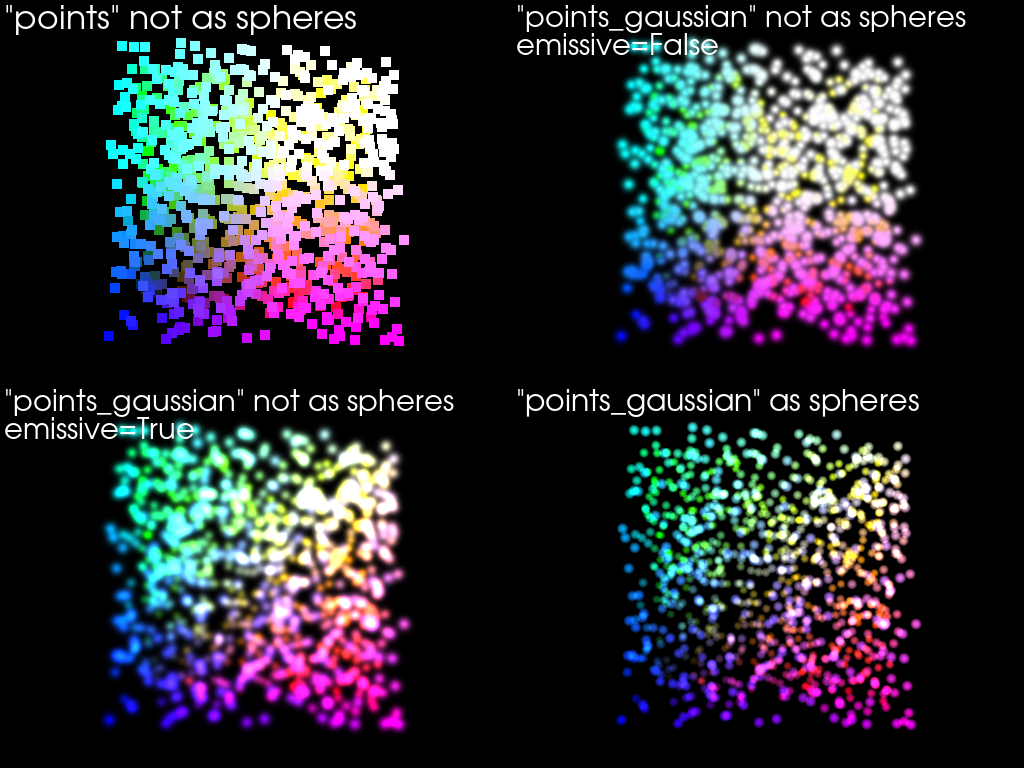 "points" not as spheres
"points_gaussian" not as spheres
emissive=False
"points_gaussian" not as spheres
emissive=True
"points_gaussian" as spheres